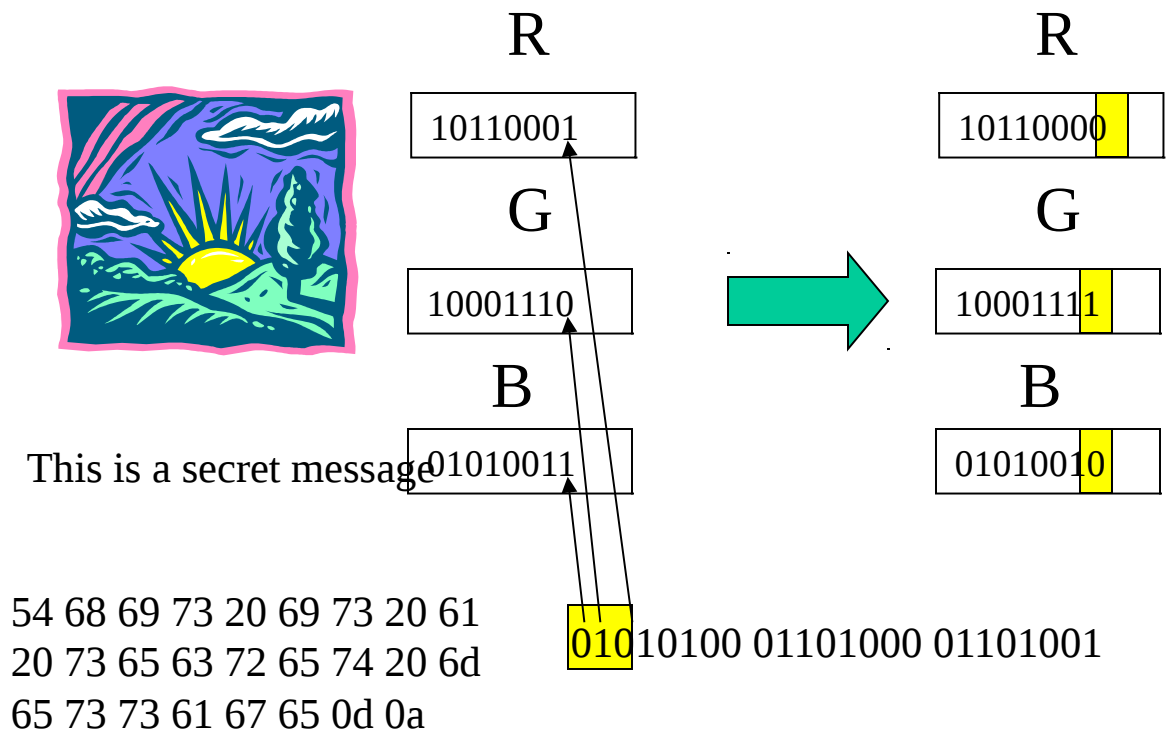 R
R
10110001
10110000
G
G
10001110
10001111
B
B
This is a secret message
01010011
01010010
54 68 69 73 20 69 73 20 61
20 73 65 63 72 65 74 20 6d
65 73 73 61 67 65 0d 0a
01010100 01101000 01101001